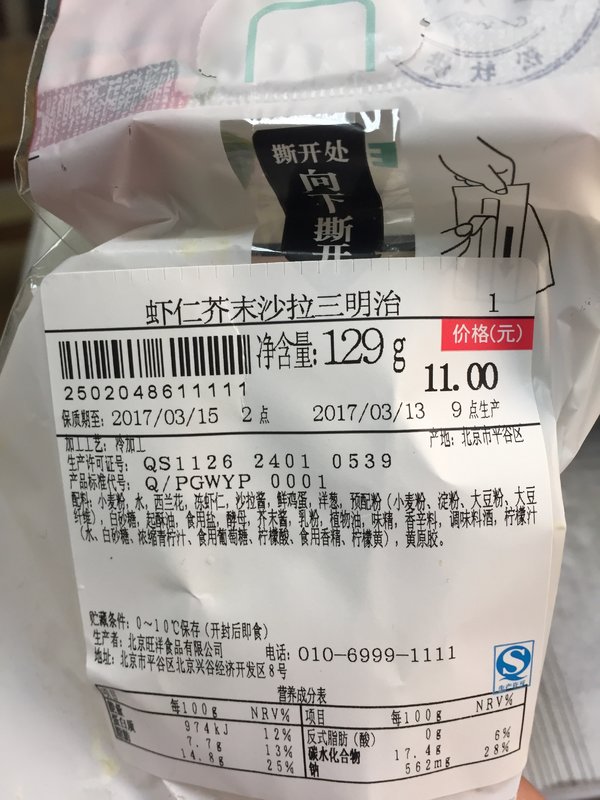 撕开处
向下撕开
虾仁芥末沙拉三明治 1
净含量:129g 价格(元)
2502048611111 11.00
保质期至: 2017/03/15 2点 2017/03/13 9点生产
加工工艺: 冷加工 产地: 北京市平谷区
生产许可证号: QS1126 2401 0539
产品标准代号: Q/PGWYP 0001
配料: 小麦粉, 水, 西兰花, 冻虾仁, 沙拉酱, 鲜鸡蛋, 洋葱, 预配粉 (小麦粉、淀粉、大豆粉、大豆
纤维), 白砂糖, 起酥油, 食用盐, 酵母, 芥末酱, 乳粉, 植物油, 味精, 香辛料, 调味料酒, 柠檬汁
(水、白砂糖、浓缩青柠汁、食用葡萄糖、柠檬酸、食用香精、柠檬黄), 黄原胶。
贮藏条件: 0～10℃保存 (开封后即食)
生产者: 北京旺洋食品有限公司 电话: 010-6999-1111
地址: 北京市平谷区北京兴谷经济开发区8号
生产许可
营养成分表
每100g NRV% 项目 每100g NRV%
974kJ 12% 反式脂肪 (酸) 0g
蛋白质 7.7g 13% 碳水化合物 17.4g 6%
14.8g 25% 钠 562mg 28%